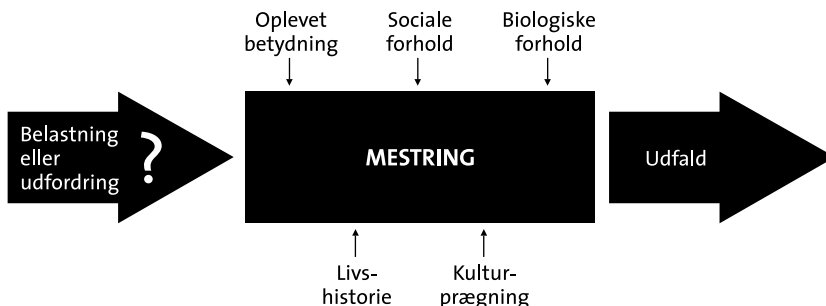 Oplevet
betydning
Sociale
forhold
Biologiske
forhold
Belastning
eller
udfordring
?
MESTRING
Udfald
Livs-
historie
Kultur-
prægning